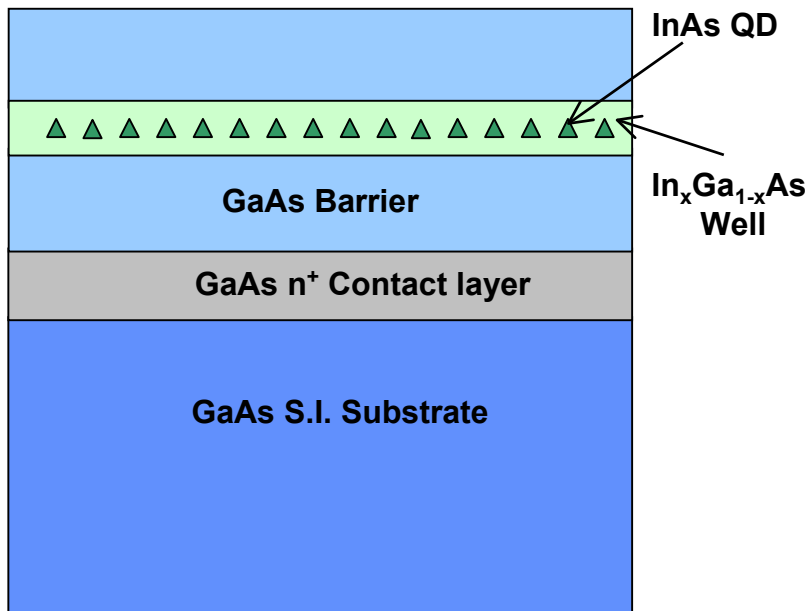 InAs QD
InₓGa₁₋ₓAs
Well
GaAs Barrier
GaAs n⁺ Contact layer
GaAs S.I. Substrate